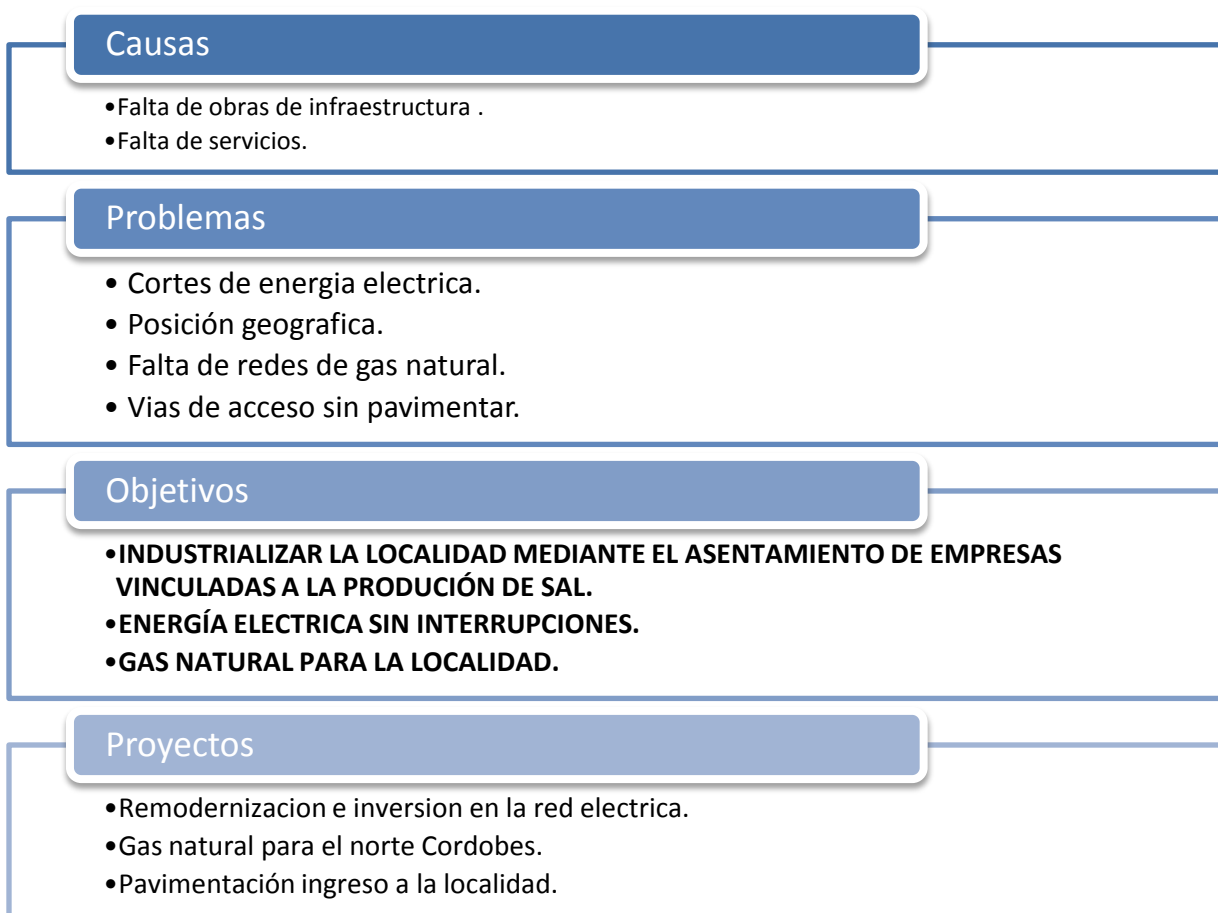 Causas
•Falta de obras de infraestructura .
•Falta de servicios.
Problemas
• Cortes de energia electrica.
• Posición geografica.
• Falta de redes de gas natural.
• Vias de acceso sin pavimentar.
Objetivos
•INDUSTRIALIZAR LA LOCALIDAD MEDIANTE EL ASENTAMIENTO DE EMPRESAS
VINCULADAS A LA PRODUCIÓN DE SAL.
•ENERGÍA ELECTRICA SIN INTERRUPCIONES.
•GAS NATURAL PARA LA LOCALIDAD.
Proyectos
•Remodernizacion e inversion en la red electrica.
•Gas natural para el norte Cordobes.
•Pavimentación ingreso a la localidad.